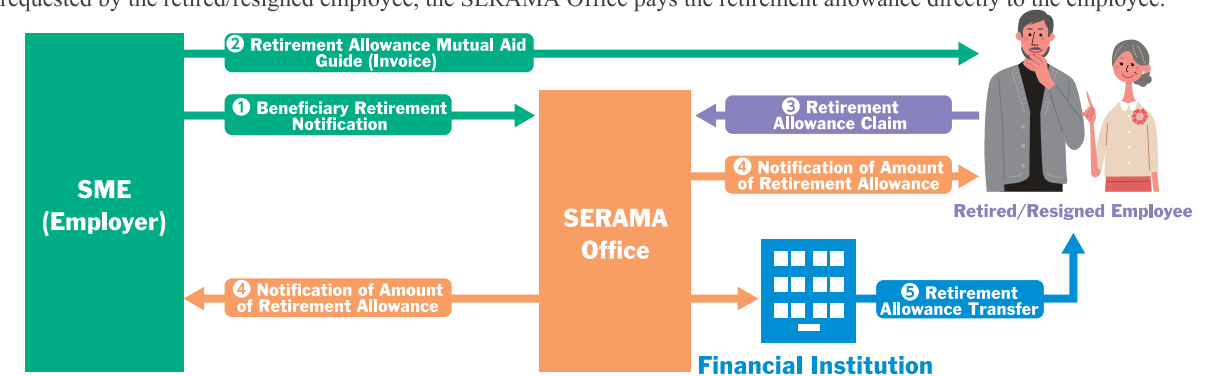 requested by the retired/resigned employee, the SERAMA Office pays the retirement allowance directly to the employee.
❷ Retirement Allowance Mutual Aid
Guide (Invoice)
❶ Beneficiary Retirement
Notification
❸ Retirement
Allowance Claim
❹ Notification of Amount
of Retirement Allowance
SME
(Employer)
SERAMA
Office
Retired/Resigned Employee
❹ Notification of Amount
of Retirement Allowance
❺ Retirement
Allowance Transfer
Financial Institution